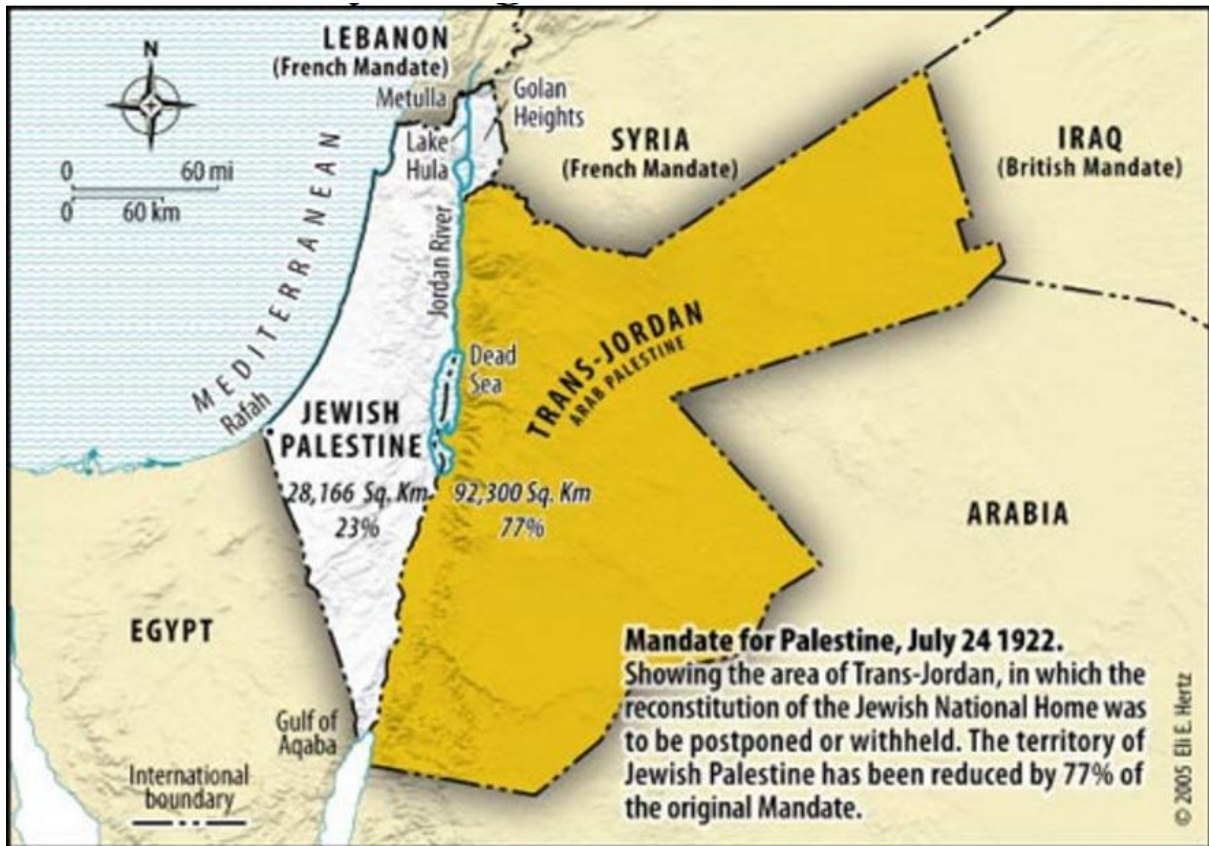 N
LEBANON
(French Mandate)
Metulla
Golan
Heights
Lake
Hula
SYRIA
(French Mandate)
IRAQ
(British Mandate)
0 60 mi
0 60 km
MEDITERRANEAN
Rafah
Jordan River
Dead
Sea
TRANS-JORDAN
ARAB PALESTINE
JEWISH
PALESTINE
28,166 Sq. Km
23%
92,300 Sq. Km
77%
ARABIA
EGYPT
Gulf of
Aqaba
International
boundary
Mandate for Palestine, July 24 1922.
Showing the area of Trans-Jordan, in which the
reconstitution of the Jewish National Home was
to be postponed or withheld. The territory of
Jewish Palestine has been reduced by 77% of
the original Mandate.
© 2005 Eli E. Hertz